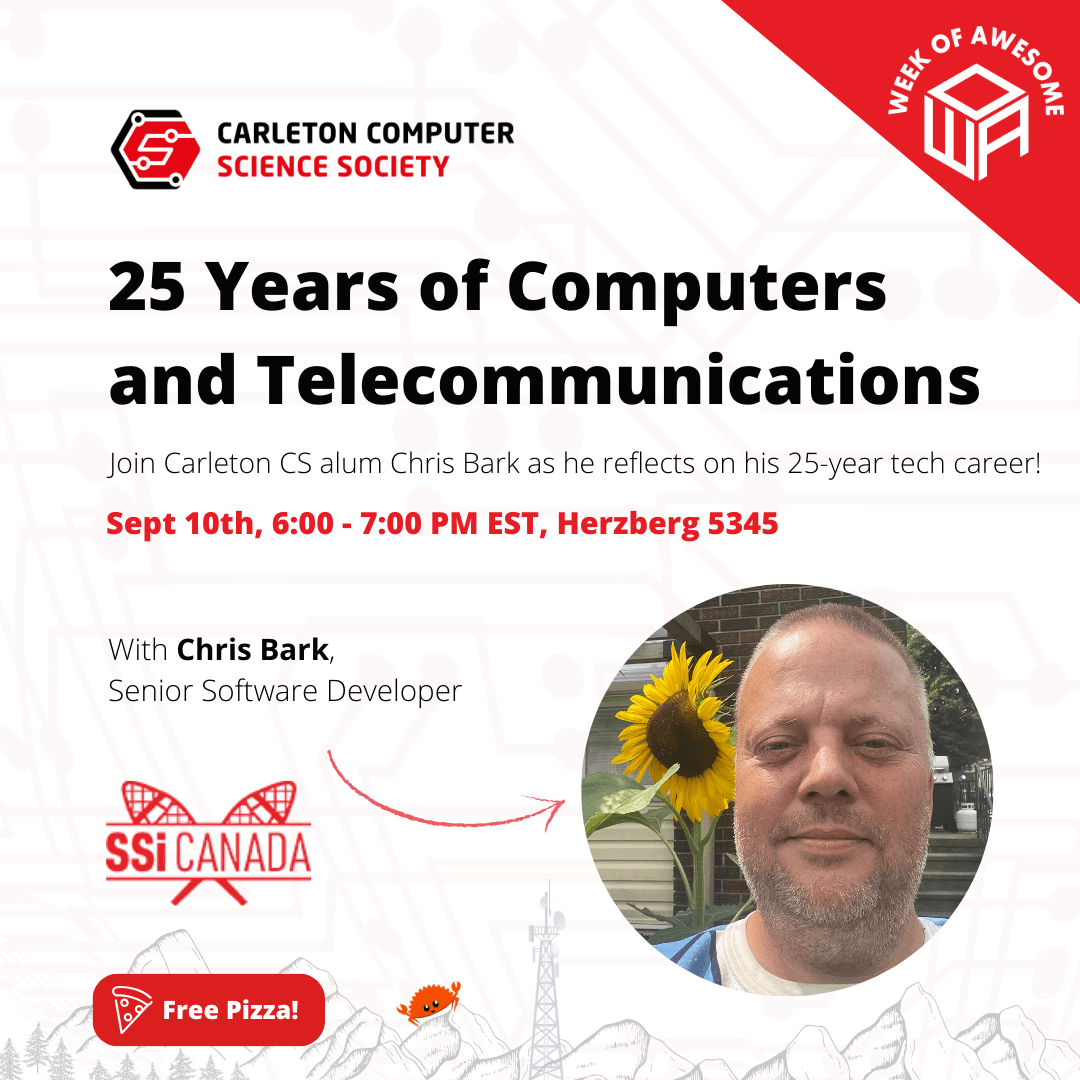 WEEK OF AWESOME
WOA
CARLETON COMPUTER
SCIENCE SOCIETY
25 Years of Computers
and Telecommunications
Join Carleton CS alum Chris Bark as he reflects on his 25-year tech career!
Sept 10th, 6:00 - 7:00 PM EST, Herzberg 5345
With Chris Bark,
Senior Software Developer
SSi CANADA
Free Pizza!